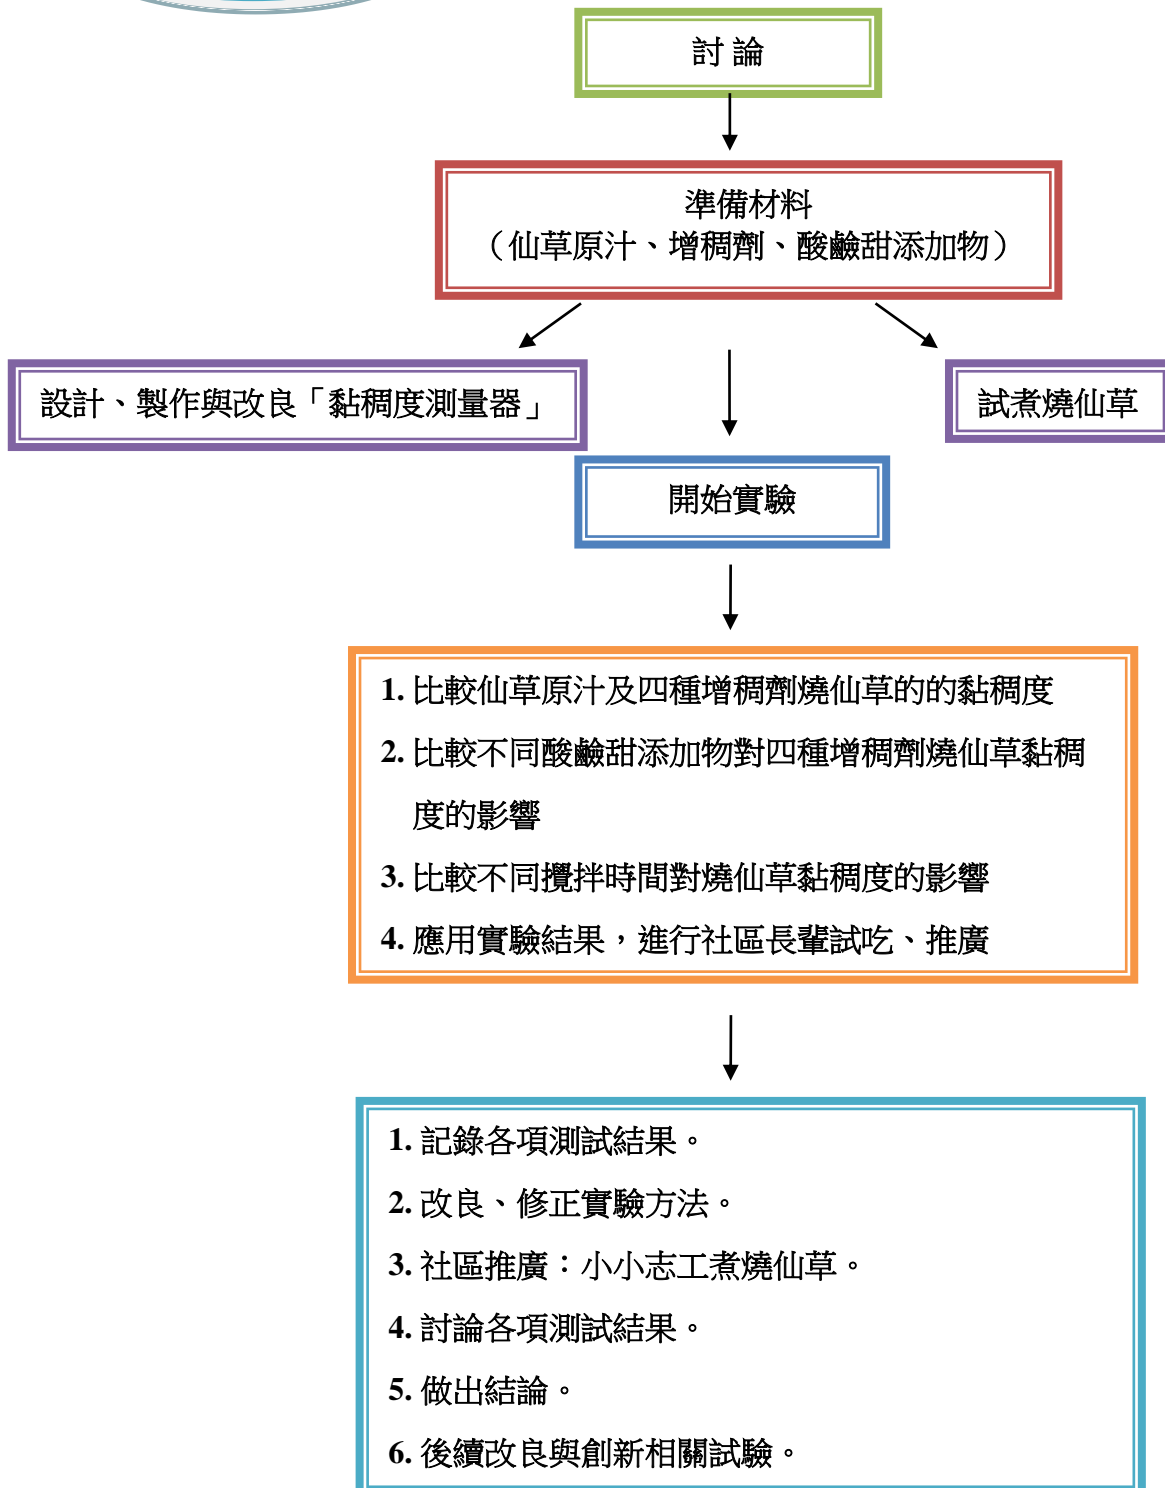 討 論
準備材料
（仙草原汁、增稠劑、酸鹼甜添加物）
設計、製作與改良「黏稠度測量器」
試煮燒仙草
開始實驗
1. 比較仙草原汁及四種增稠劑燒仙草的的黏稠度
2. 比較不同酸鹼甜添加物對四種增稠劑燒仙草黏稠
度的影響
3. 比較不同攪拌時間對燒仙草黏稠度的影響
4. 應用實驗結果，進行社區長輩試吃、推廣
1. 記錄各項測試結果。
2. 改良、修正實驗方法。
3. 社區推廣：小小志工煮燒仙草。
4. 討論各項測試結果。
5. 做出結論。
6. 後續改良與創新相關試驗。